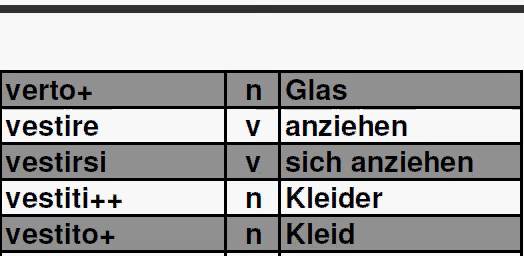 verto+ n Glas
vestire v anziehen
vestirsi v sich anziehen
vestiti++ n Kleider
vestito+ n Kleid